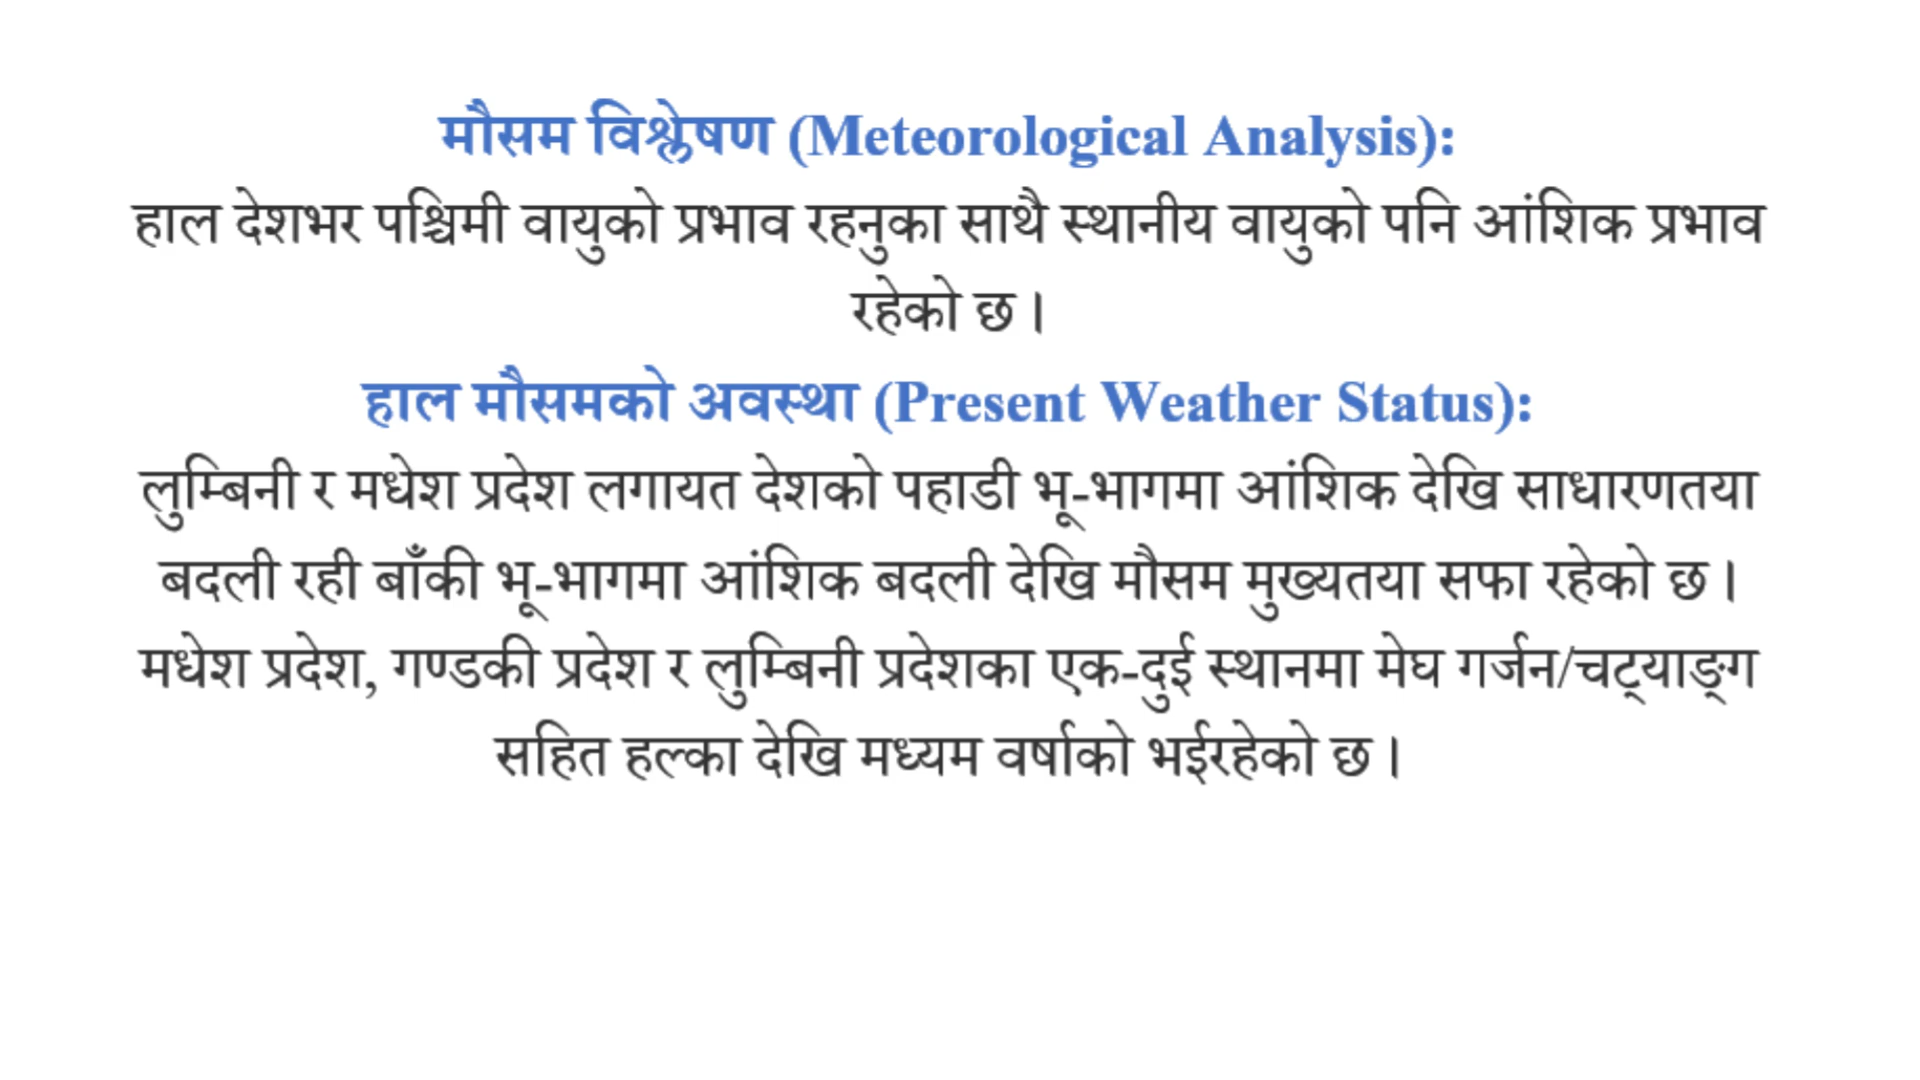 मौसम विश्लेषण (Meteorological Analysis):
हाल देशभर पश्चिमी वायुको प्रभाव रहनुका साथै स्थानीय वायुको पनि आंशिक प्रभाव
रहेको छ ।
हाल मौसमको अवस्था (Present Weather Status):
लुम्बिनी र मधेश प्रदेश लगायत देशको पहाडी भू-भागमा आंशिक देखि साधारणतया
बदली रही बाँकी भू-भागमा आंशिक बदली देखि मौसम मुख्यतया सफा रहेको छ ।
मधेश प्रदेश, गण्डकी प्रदेश र लुम्बिनी प्रदेशका एक-दुई स्थानमा मेघ गर्जन/चट्याङ्ग
सहित हल्का देखि मध्यम वर्षाको भईरहेको छ ।